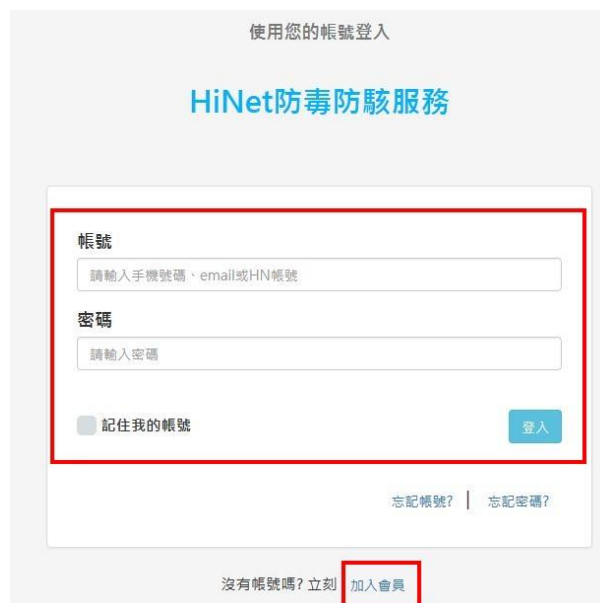 使用您的帳號登入
HiNet防毒防駭服務
帳號
請輸入手機號碼、email或HN帳號
密碼
請輸入密碼
記住我的帳號 登入
忘記帳號? | 忘記密碼?
沒有帳號嗎? 立刻 加入會員